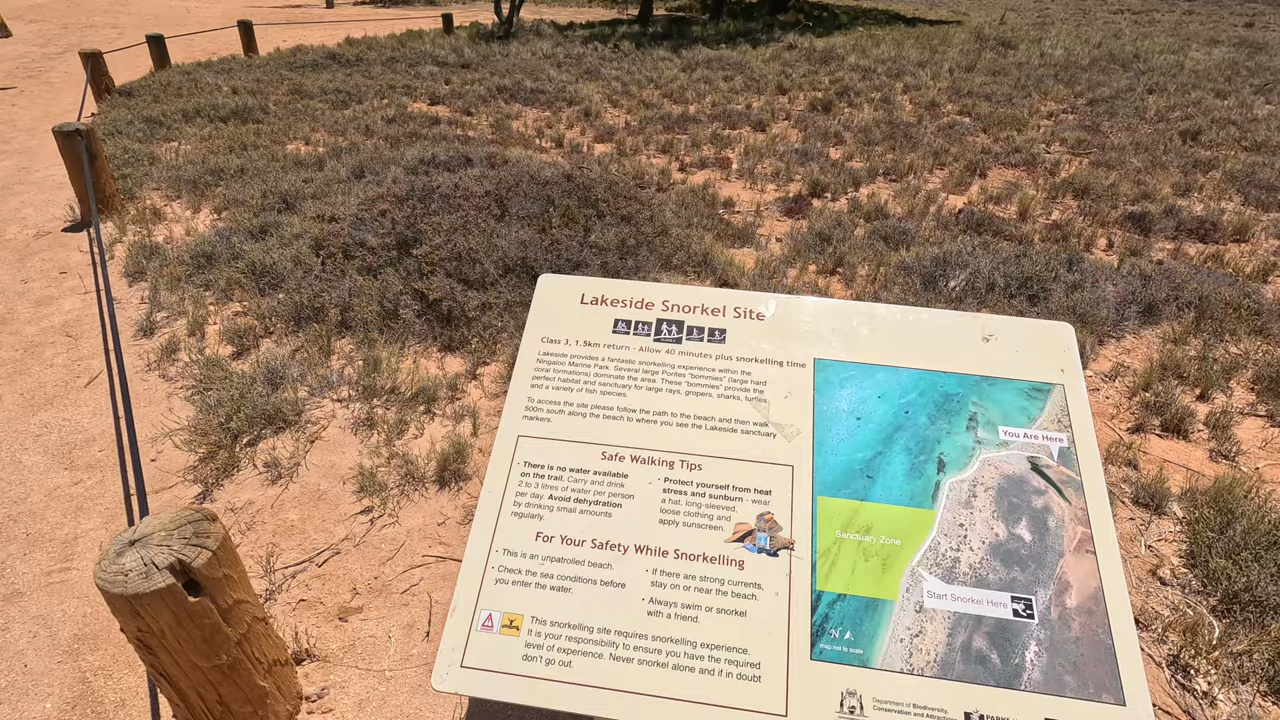 Lakeside Snorkel Site
Class 3, 1.5km return - Allow 40 minutes plus snorkelling time
Lakeside provides a fantastic snorkelling experience within the
Ningaloo Marine Park. Several large Porites "bommies" (large hard
coral formations) dominate the area. These "bommies" provide the
perfect habitat and sanctuary for large rays, gropers, sharks, turtles
and a variety of fish species.
To access the site please follow the path to the beach and then walk
500m south along the beach to where you see the Lakeside sanctuary
markers.
Safe Walking Tips
• There is no water available
on the trail. Carry and drink
2 to 3 litres of water per person
per day. Avoid dehydration
by drinking small amounts
regularly.
• Protect yourself from heat
stress and sunburn - wear
a hat, long-sleeved,
loose clothing and
apply sunscreen.
For Your Safety While Snorkelling
• This is an unpatrolled beach.
• Check the sea conditions before
you enter the water.
• If there are strong currents,
stay on or near the beach.
• Always swim or snorkel
with a friend.
This snorkelling site requires snorkelling experience.
It is your responsibility to ensure you have the required
level of experience. Never snorkel alone and if in doubt
don't go out.
You Are Here
Sanctuary Zone
Start Snorkel Here
N
map not to scale
Department of Biodiversity,
Conservation and Attractions
PARKS